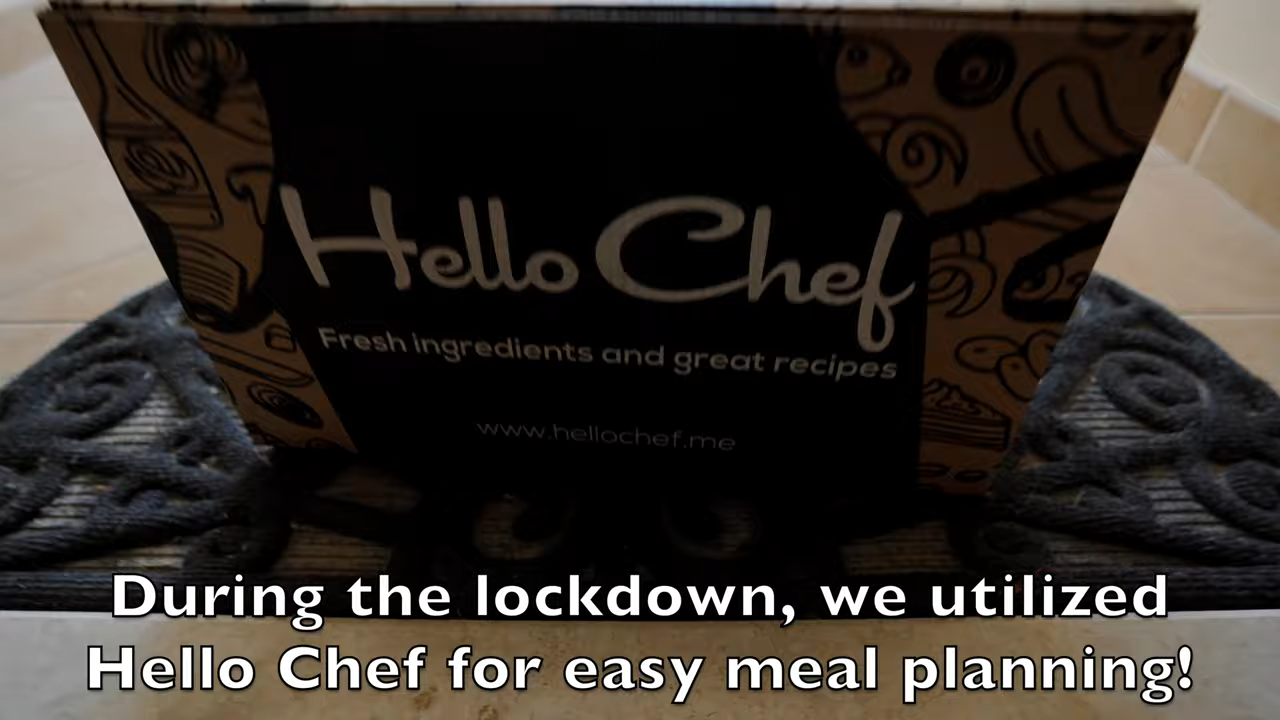 Hello Chef
Fresh ingredients and great recipes
www.hellochef.me
During the lockdown, we utilized
Hello Chef for easy meal planning!